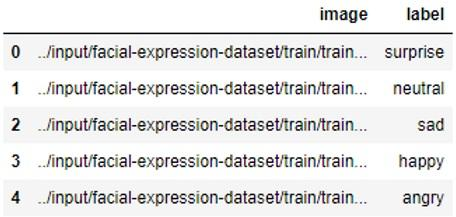 image label
0 ../input/facial-expression-dataset/train/train... surprise
1 ../input/facial-expression-dataset/train/train... neutral
2 ../input/facial-expression-dataset/train/train... sad
3 ../input/facial-expression-dataset/train/train... happy
4 ../input/facial-expression-dataset/train/train... angry